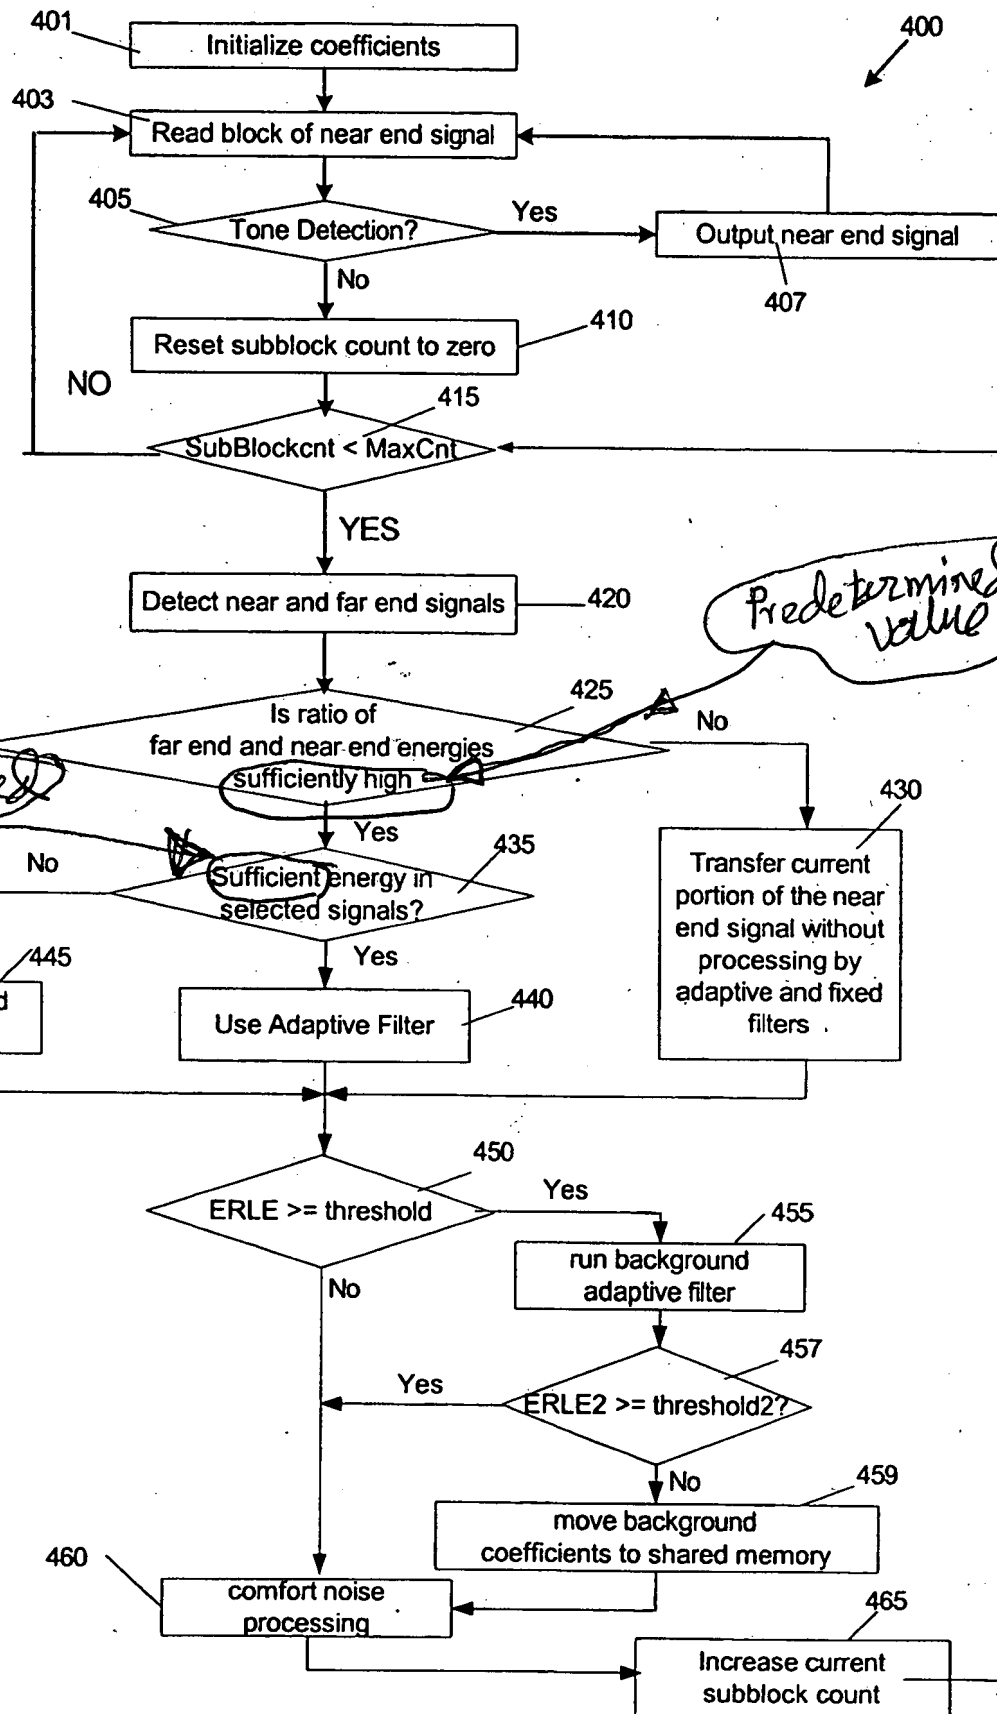 401
Initialize coefficients
400
403
Read block of near end signal
405
Tone Detection?
Yes
Output near end signal
407
No
410
Reset subblock count to zero
NO
415
SubBlockcnt < MaxCnt
YES
Detect near and far end signals
420
Predetermined
value
425
Is ratio of
far end and near end energies
sufficiently high
No
Yes
430
No
435
Sufficient energy in
selected signals?
Transfer current
portion of the near
end signal without
processing by
adaptive and fixed
filters
Yes
445
d
440
Use Adaptive Filter
450
ERLE >= threshold
Yes
455
run background
adaptive filter
No
457
Yes
ERLE2 >= threshold2?
No
459
move background
coefficients to shared memory
460
comfort noise
processing
465
Increase current
subblock count